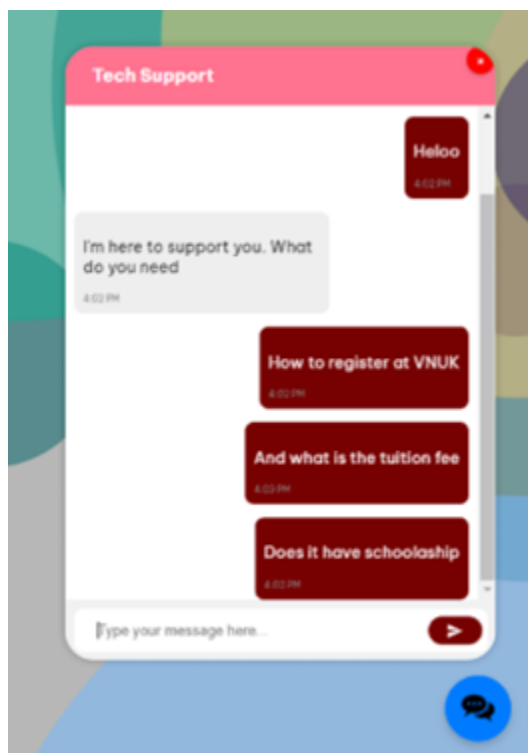 Tech Support
Heloo
4:02 PM
I'm here to support you. What
do you need
4:02 PM
How to register at VNUK
4:02 PM
And what is the tuition fee
4:02 PM
Does it have schoolaship
4:02 PM
Type your message here...